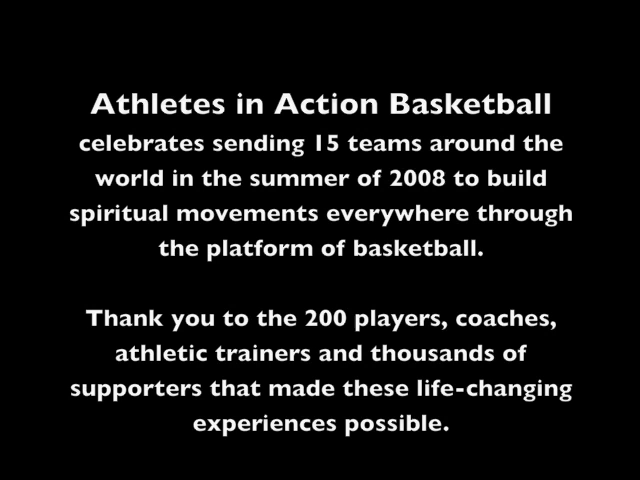 Athletes in Action Basketball
celebrates sending 15 teams around the
world in the summer of 2008 to build
spiritual movements everywhere through
the platform of basketball.
Thank you to the 200 players, coaches,
athletic trainers and thousands of
supporters that made these life-changing
experiences possible.